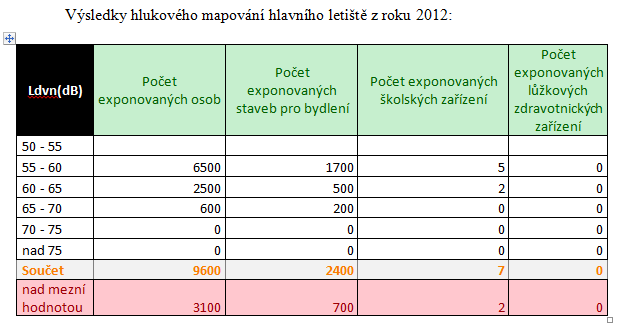 Výsledky hlukového mapování hlavního letiště z roku 2012:
Ldvn(dB) Počet exponovaných osob Počet exponovaných staveb pro bydlení Počet exponovaných školských zařízení Počet exponovaných lůžkových zdravotnických zařízení
50 - 55
55 - 60 6500 1700 5 0
60 - 65 2500 500 2 0
65 - 70 600 200 0 0
70 - 75 0 0 0 0
nad 75 0 0 0 0
Součet 9600 2400 7 0
nad mezní hodnotou 3100 700 2 0